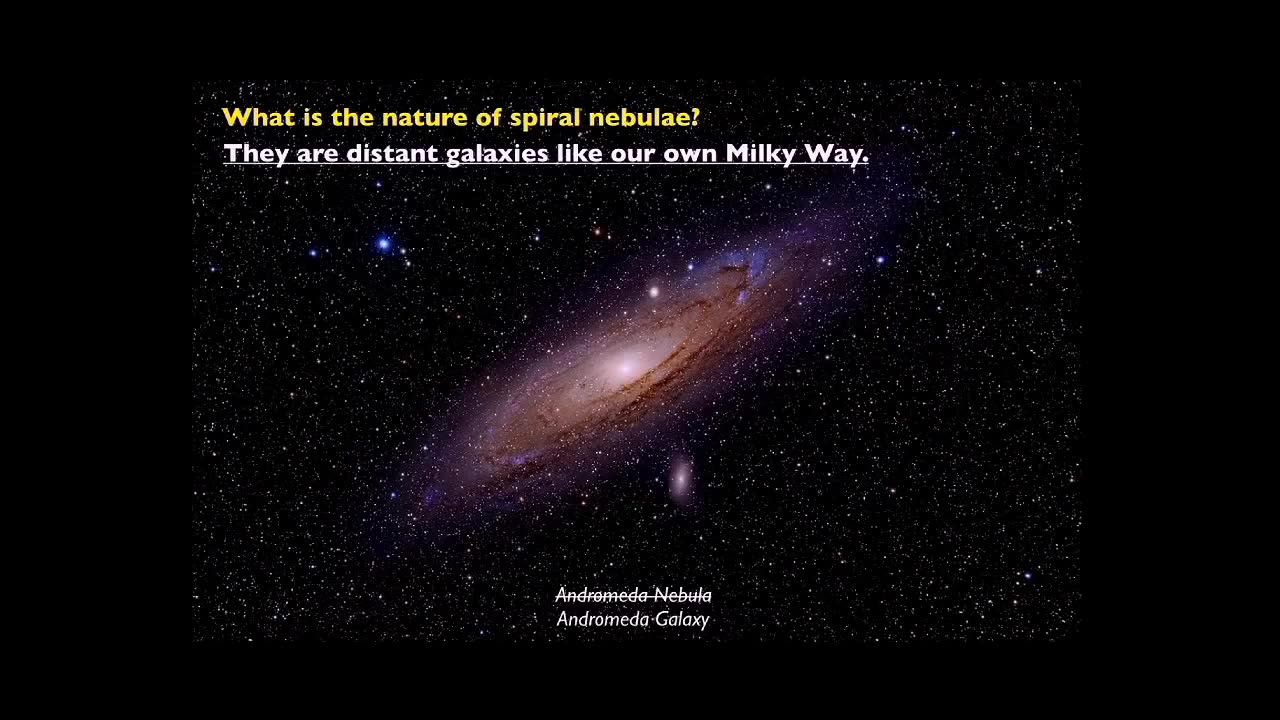 What is the nature of spiral nebulae?
They are distant galaxies like our own Milky Way.
Andromeda Nebula
Andromeda Galaxy